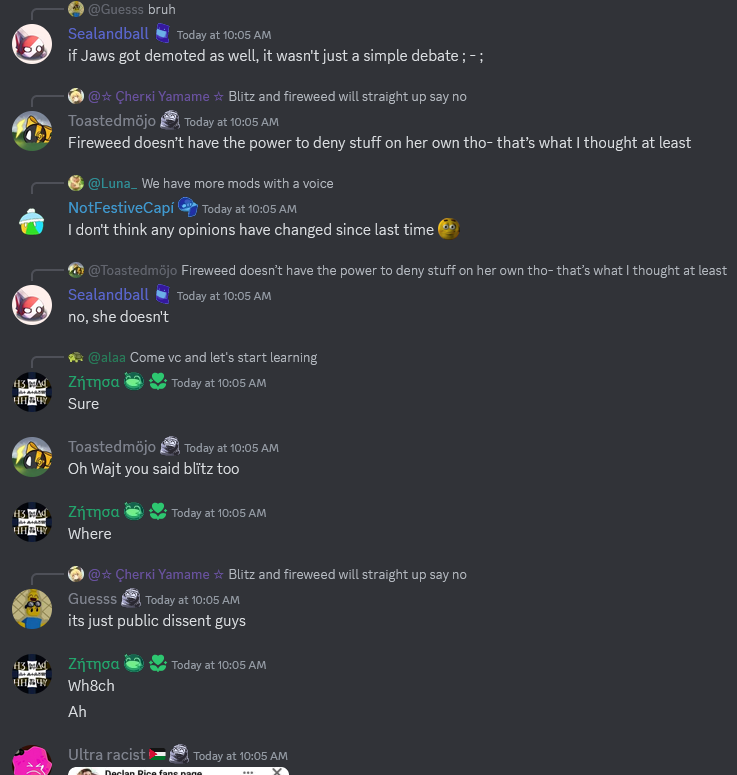 @Guesss bruh
Sealandball Today at 10:05 AM
if Jaws got demoted as well, it wasn't just a simple debate ; - ;
@☆ Çherкi Yamame ☆ Blitz and fireweed will straight up say no
Toastedmöjo Today at 10:05 AM
Fireweed doesn’t have the power to deny stuff on her own tho- that’s what I thought at least
@Luna_ We have more mods with a voice
NotFestiveCapí Today at 10:05 AM
I don't think any opinions have changed since last time
@Toastedmöjo Fireweed doesn’t have the power to deny stuff on her own tho- that’s what I thought at least
Sealandball Today at 10:05 AM
no, she doesn't
@alaa Come vc and let's start learning
Ζήτησα Today at 10:05 AM
Sure
Toastedmöjo Today at 10:05 AM
Oh Wajt you said blïtz too
Ζήτησα Today at 10:05 AM
Where
@☆ Çherкi Yamame ☆ Blitz and fireweed will straight up say no
Guesss Today at 10:05 AM
its just public dissent guys
Ζήτησα Today at 10:05 AM
Wh8ch
Ah
Ultra racist Today at 10:05 AM
Declan Rice fans page